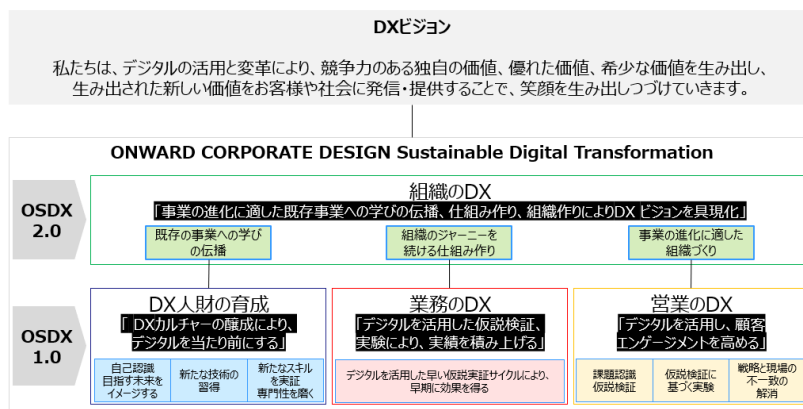 DXビジョン
私たちは、デジタルの活用と変革により、競争力のある独自の価値、優れた価値、希少な価値を生み出し、
生み出された新しい価値をお客様や社会に発信・提供することで、笑顔を生み出しつづけていきます。
ONWARD CORPORATE DESIGN Sustainable Digital Transformation
OSDX
2.0
組織のDX
「事業の進化に適した既存事業への学びの伝播、仕組み作り、組織作りによりDX ビジョンを具現化」
既存の事業への学び
の伝播
組織のジャーニーを
続ける仕組み作り
事業の進化に適した
組織づくり
OSDX
1.0
DX人財の育成
「 DXカルチャーの醸成により、
デジタルを当たり前にする」
自己認識
目指す未来を
イメージする
新たな技術の
習得
新たなスキル
を実証
専門性を磨く
業務のDX
「デジタルを活用した仮説検証、
実験により、実績を積み上げる」
デジタルを活用した早い仮説実証サイクルにより、
早期に効果を得る
営業のDX
「デジタルを活用し、顧客
エンゲージメントを高める」
課題認識
仮説検証
仮説検証に
基づく実験
戦略と現場の
不一致の
解消